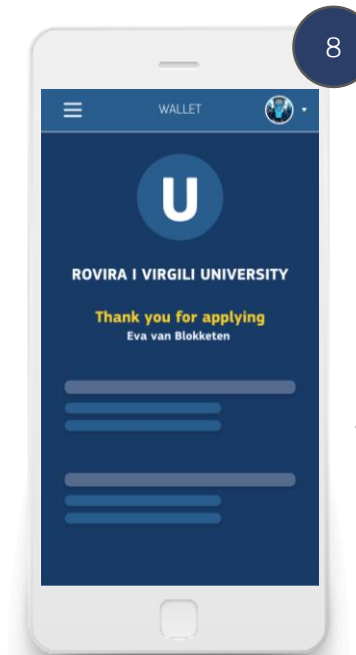 8
WALLET
U
ROVIRA I VIRGILI UNIVERSITY
Thank you for applying
Eva van Blokketen